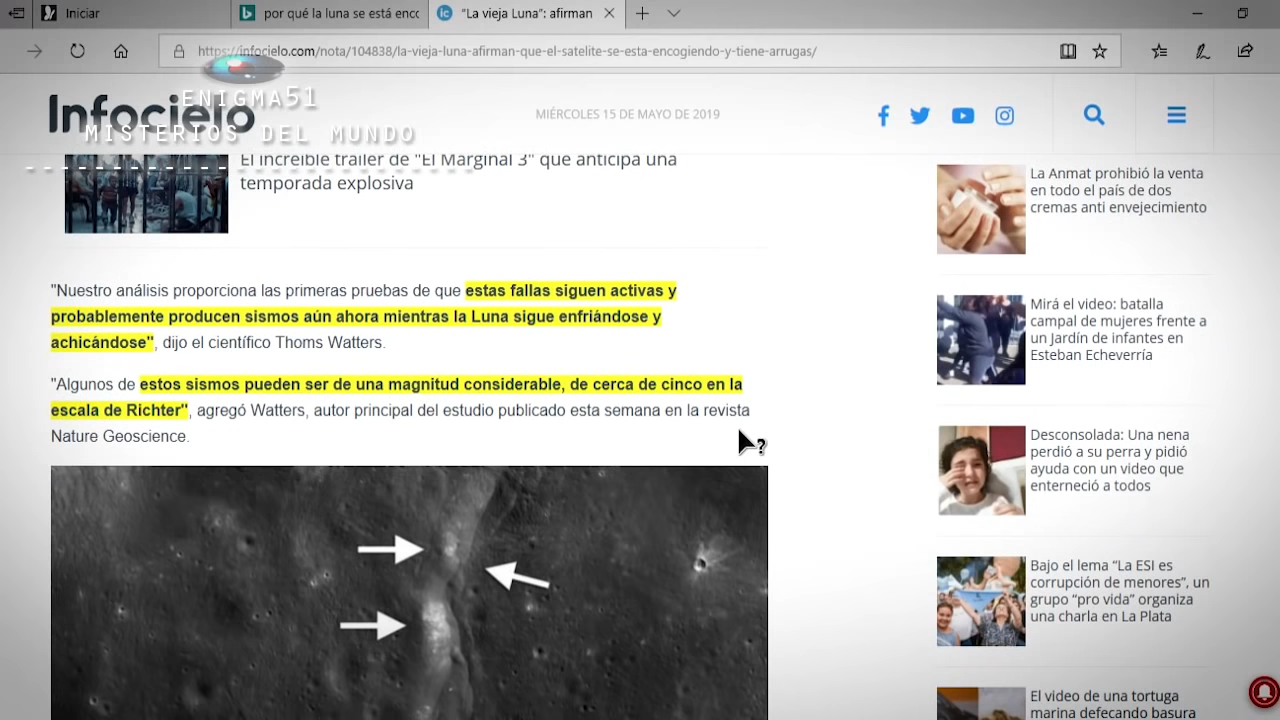 Iniciar
por qué la luna se está enco
"La vieja Luna": afirman
https://infocielo.com/nota/104838/la-vieja-luna-afirman-que-el-satelite-se-esta-encogiendo-y-tiene-arrugas/
Infocielo
ENIGMA51
MISTERIOS DEL MUNDO
MIÉRCOLES 15 DE MAYO DE 2019
El increíble trailer de "El Marginal 3" que anticipa una
temporada explosiva
"Nuestro análisis proporciona las primeras pruebas de que estas fallas siguen activas y
probablemente producen sismos aún ahora mientras la Luna sigue enfriándose y
achicándose", dijo el científico Thoms Watters.
"Algunos de estos sismos pueden ser de una magnitud considerable, de cerca de cinco en la
escala de Richter", agregó Watters, autor principal del estudio publicado esta semana en la revista
Nature Geoscience.
La Anmat prohibió la venta
en todo el país de dos
cremas anti envejecimiento
Mirá el video: batalla
campal de mujeres frente a
un Jardín de infantes en
Esteban Echeverría
Desconsolada: Una nena
perdió a su perra y pidió
ayuda con un video que
enterneció a todos
Bajo el lema “La ESI es
corrupción de menores”, un
grupo “pro vida” organiza
una charla en La Plata
El video de una tortuga
marina defecando basura